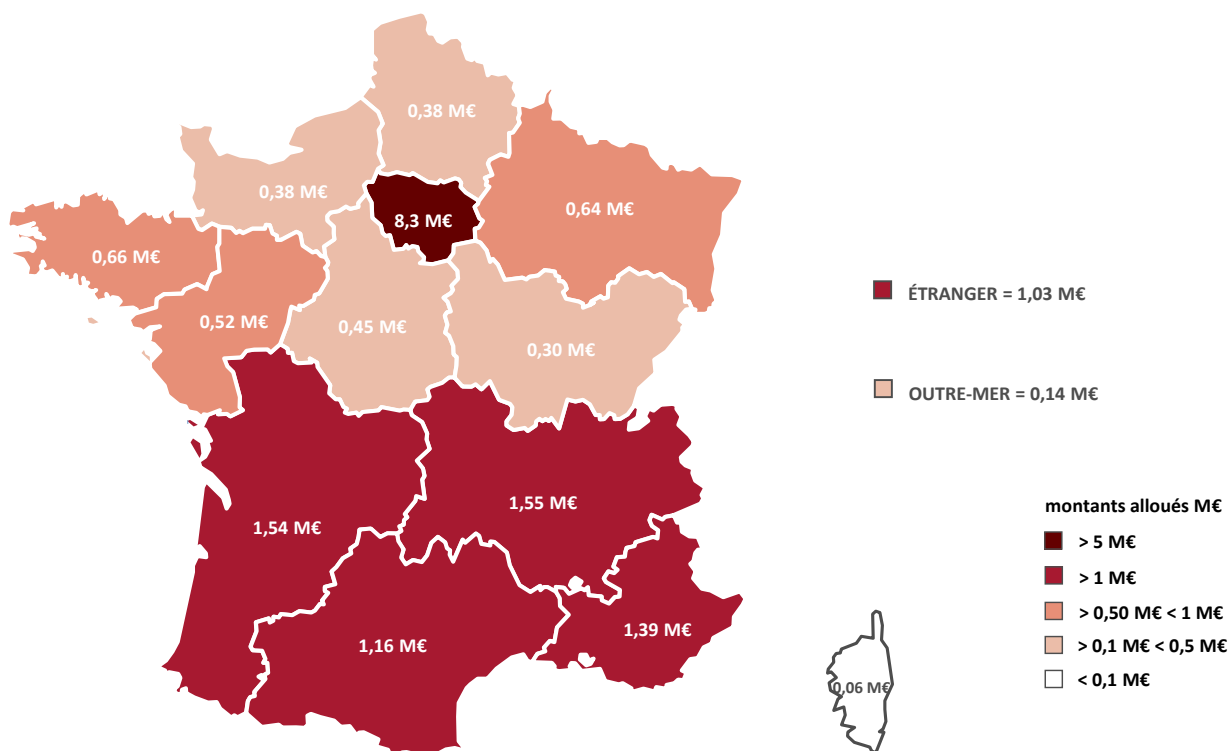 0,38 M€
0,38 M€
8,3 M€
0,64 M€
0,66 M€
0,52 M€
0,45 M€
0,30 M€
1,54 M€
1,55 M€
1,16 M€
1,39 M€
0,06 M€
ÉTRANGER = 1,03 M€
OUTRE-MER = 0,14 M€
montants alloués M€
> 5 M€
> 1 M€
> 0,50 M€ < 1 M€
> 0,1 M€ < 0,5 M€
< 0,1 M€